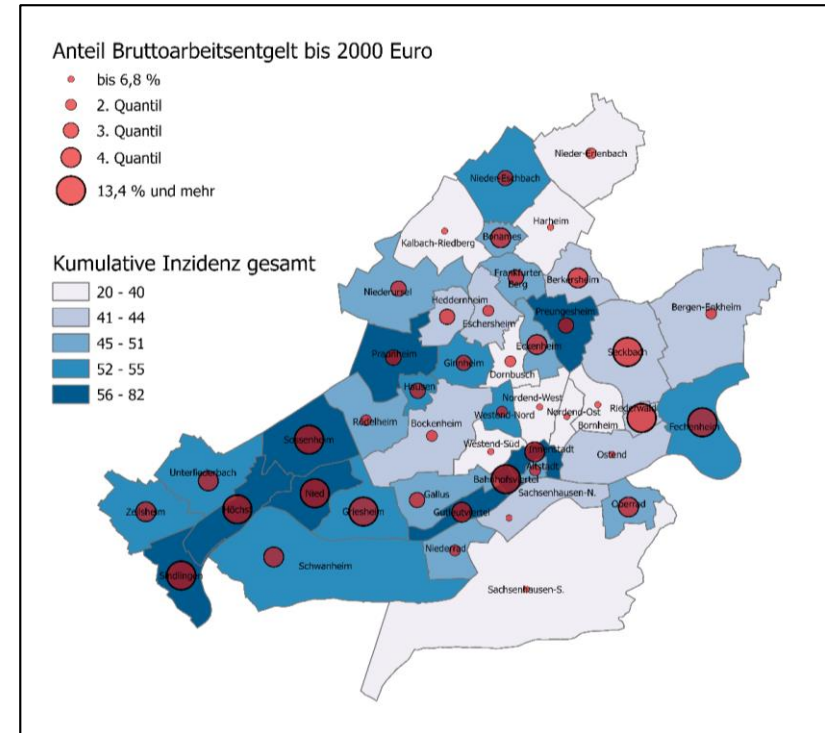 Anteil Bruttoarbeitsentgelt bis 2000 Euro
bis 6,8 %
2. Quantil
3. Quantil
4. Quantil
13,4 % und mehr
Kumulative Inzidenz gesamt
20 - 40
41 - 44
45 - 51
52 - 55
56 - 82
Nieder-Erlenbach
Nieder-Eschbach
Harheim
Kalbach-Riedberg
Bonames
Frankfurter
Berg
Berkersheim
Niederursel
Heddernheim
Eschersheim
Preungesheim
Bergen-Enkheim
Eckenheim
Seckbach
Praunheim
Ginnheim
Dornbusch
Hausen
Nordend-West
Riederwald
Westend-Nord
Nordend-Ost
Bornheim
Fechenheim
Rödelheim
Bockenheim
Sossenheim
Westend-Süd
Innenstadt
Ostend
Altstadt
Unterliederbach
Bahnhofsviertel
Sachsenhausen-N.
Nied
Gallus
Höchst
Zeilsheim
Griesheim
Gutleutviertel
Oberrad
Niederrad
Schwanheim
Sindlingen
Sachsenhausen-S.